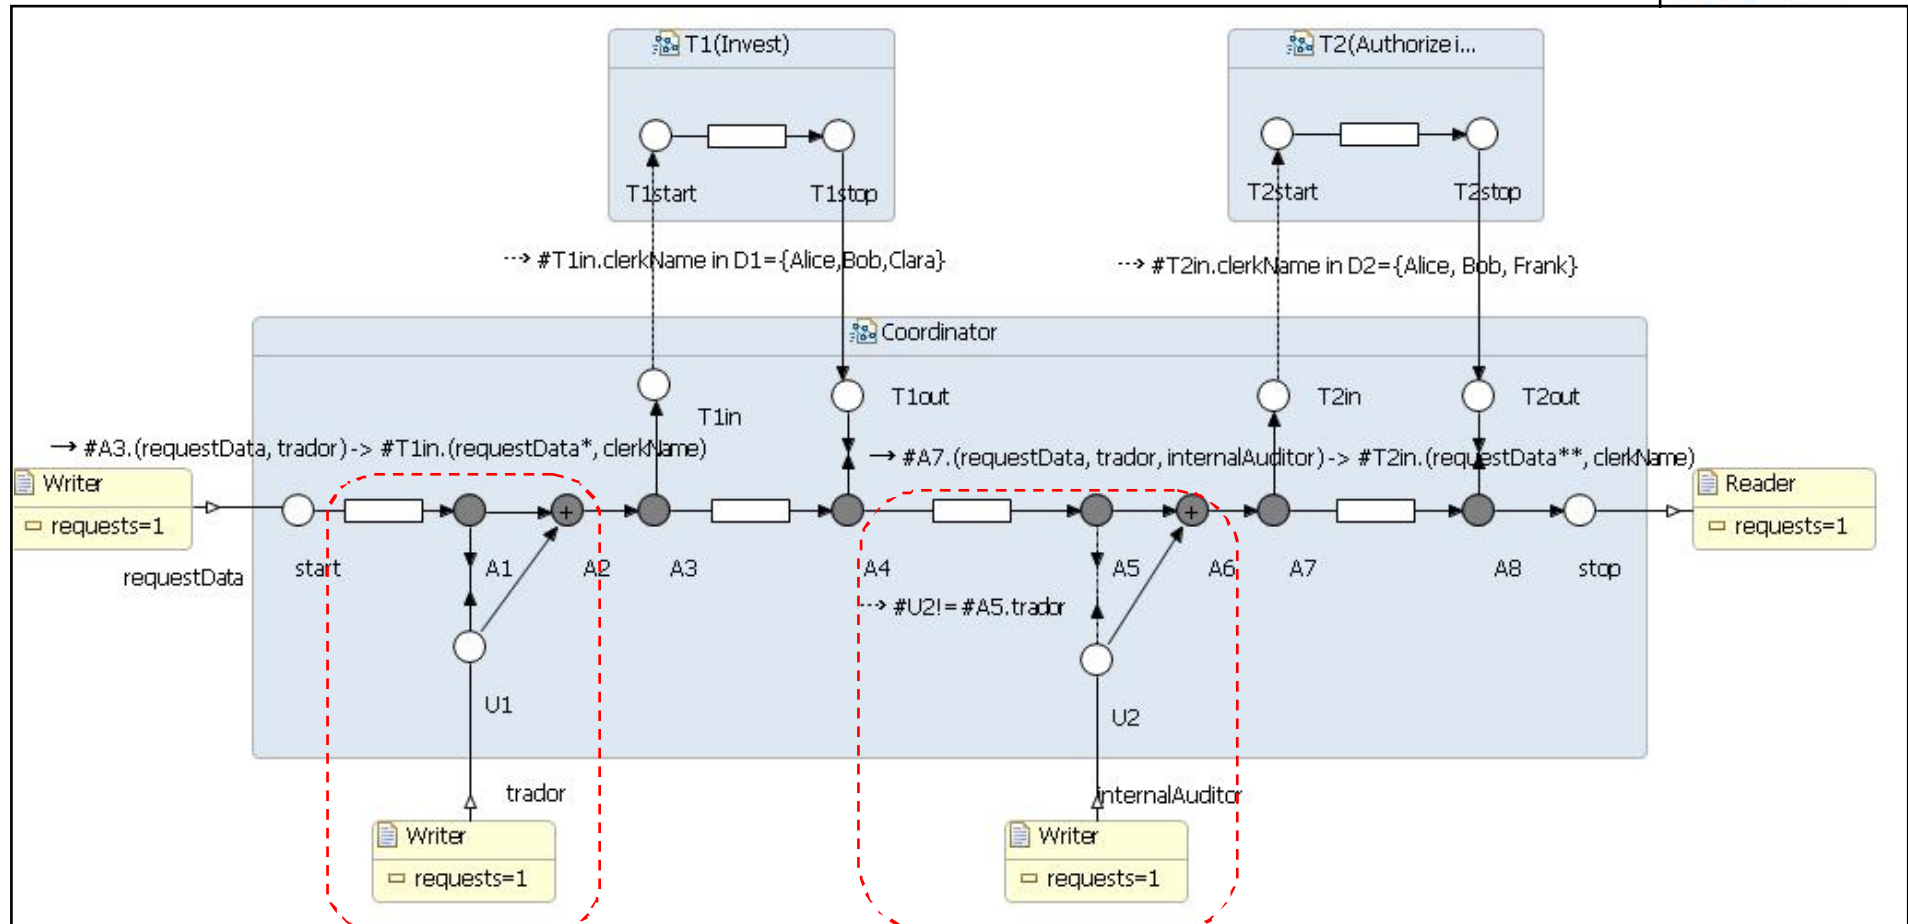 T1(Invest)
T2(Authorize i...
T1start
T1stop
T2start
T2stop
#T1in.clerkName in D1={Alice,Bob,Clara}
#T2in.clerkName in D2={Alice, Bob, Frank}
Coordinator
T1in
T1out
T2in
T2out
#A3.(requestData, trador)-> #T1in.(requestData*, clerkName)
#A7.(requestData, trador, internalAuditor)-> #T2in.(requestData**, clerkName)
Writer
requests=1
Reader
requests=1
requestData
start
A1
A2
A3
A4
A5
A6
A7
A8
stop
#U2!=#A5.trador
U1
U2
trador
internalAuditor
Writer
requests=1
Writer
requests=1